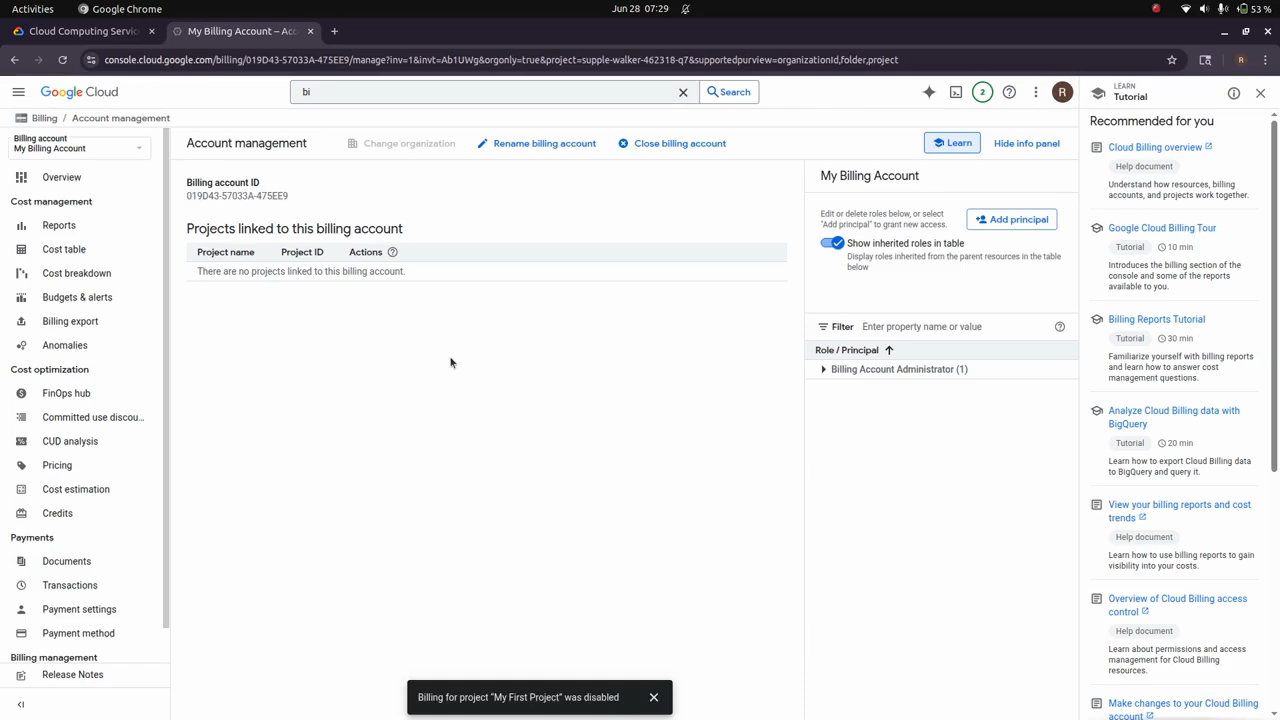 Activities
Google Chrome
Jun 28 07:29
53 %
Cloud Computing Servic
My Billing Account – Acc
console.cloud.google.com/billing/019D43-57033A-475EE9/manage?inv=1&invt=Ab1UWg&orgonly=true&project=supple-walker-462318-q7&supportedpurview=organizationId,folder,project
R
Google Cloud
bi
Search
2
R
LEARN
Tutorial
Billing / Account management
Billing account
My Billing Account
Overview
Cost management
Reports
Cost table
Cost breakdown
Budgets & alerts
Billing export
Anomalies
Cost optimization
FinOps hub
Committed use discou...
CUD analysis
Pricing
Cost estimation
Credits
Payments
Documents
Transactions
Payment settings
Payment method
Billing management
Release Notes
Account management
Change organization
Rename billing account
Close billing account
Learn
Hide info panel
Billing account ID
019D43-57033A-475EE9
Projects linked to this billing account
Project name Project ID Actions
There are no projects linked to this billing account.
My Billing Account
Edit or delete roles below, or select
"Add principal" to grant new access.
Add principal
Show inherited roles in table
Display roles inherited from the parent resources in the table
below
Filter Enter property name or value
Role / Principal
Billing Account Administrator (1)
Recommended for you
Cloud Billing overview
Help document
Understand how resources, billing
accounts, and projects work together.
Google Cloud Billing Tour
Tutorial 10 min
Introduces the billing section of the
console and some of the reports
available to you.
Billing Reports Tutorial
Tutorial 30 min
Familiarize yourself with billing reports
and learn how to answer cost
management questions.
Analyze Cloud Billing data with
BigQuery
Tutorial 20 min
Learn how to export Cloud Billing data
to BigQuery and query it.
View your billing reports and cost
trends
Help document
Learn how to use billing reports to gain
visibility into your costs.
Overview of Cloud Billing access
control
Help document
Learn about permissions and access
management for Cloud Billing
resources.
Make changes to your Cloud Billing
account
Billing for project "My First Project" was disabled